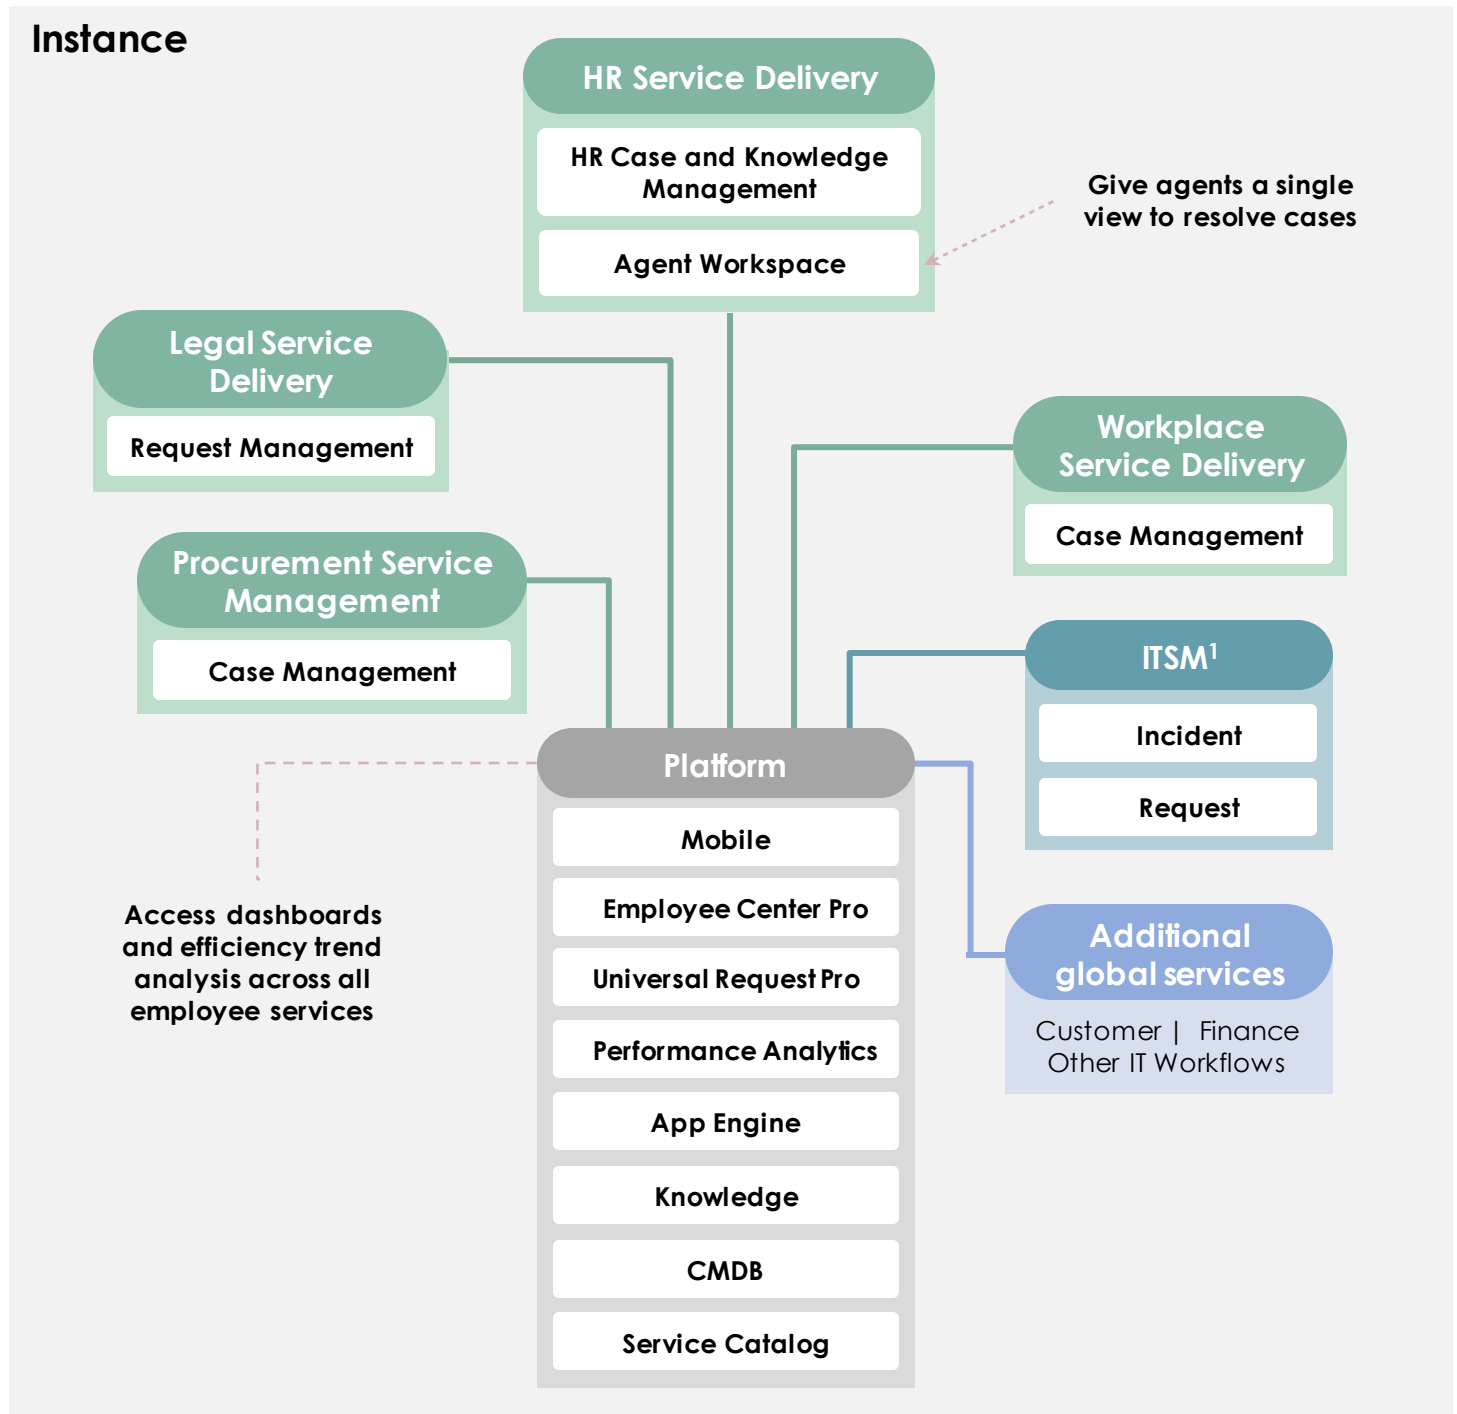 Instance
HR Service Delivery
HR Case and Knowledge
Management
Agent Workspace
Give agents a single
view to resolve cases
Legal Service
Delivery
Request Management
Workplace
Service Delivery
Case Management
Procurement Service
Management
Case Management
ITSM¹
Incident
Request
Platform
Mobile
Employee Center Pro
Universal Request Pro
Performance Analytics
App Engine
Knowledge
CMDB
Service Catalog
Access dashboards
and efficiency trend
analysis across all
employee services
Additional
global services
Customer | Finance
Other IT Workflows